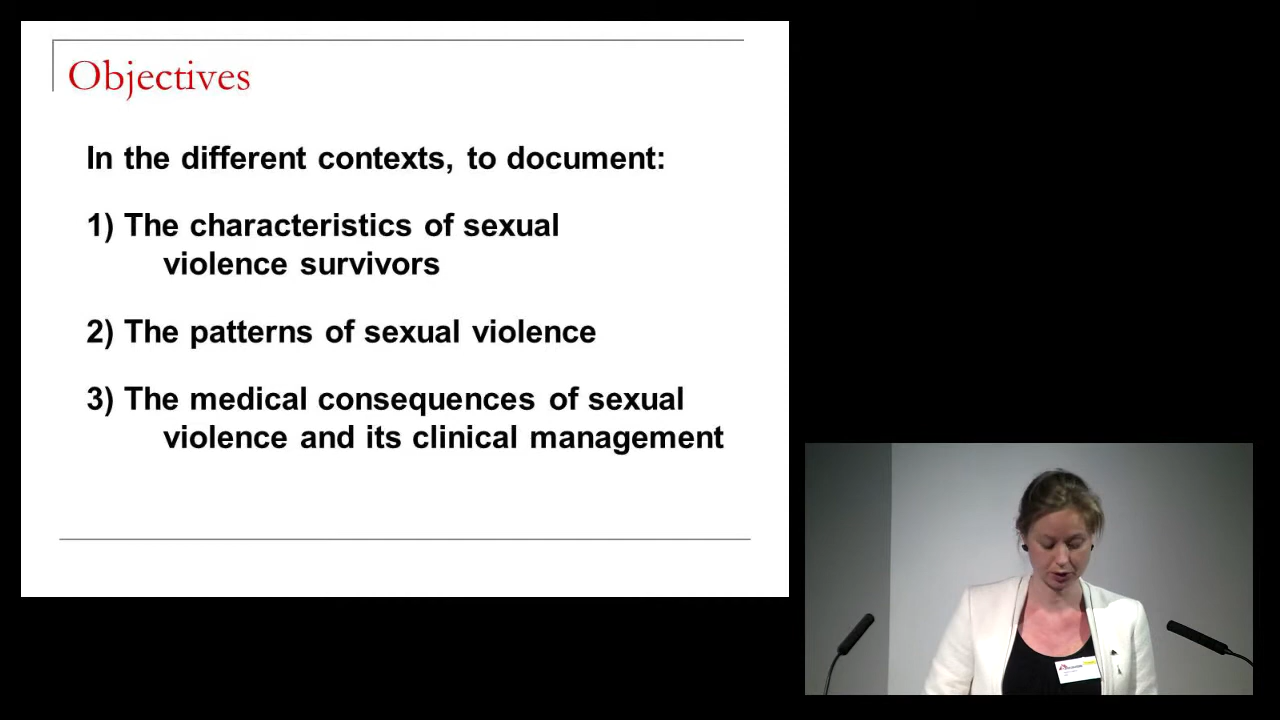 Objectives
In the different contexts, to document:
1) The characteristics of sexual
violence survivors
2) The patterns of sexual violence
3) The medical consequences of sexual
violence and its clinical management